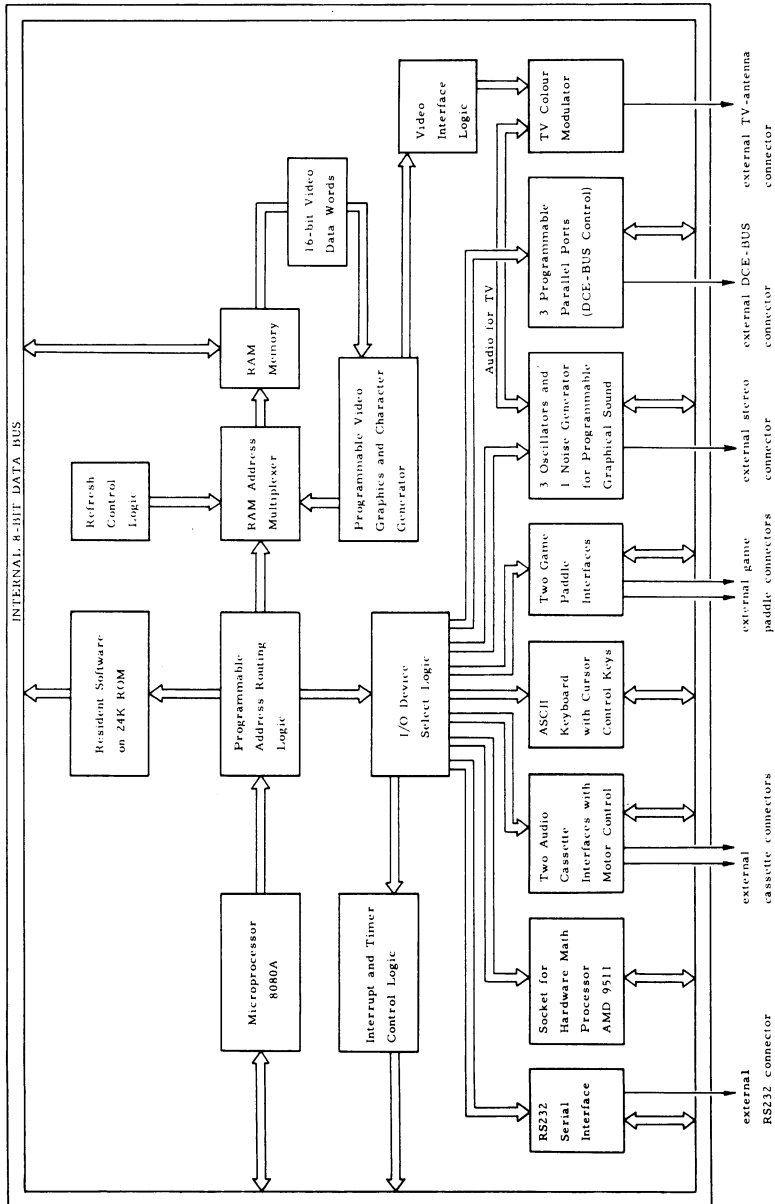 INTERNAL 8-BIT DATA BUS
Microprocessor
8080A
Resident Software
on 24K ROM
Programmable
Address Routing
Logic
Refresh
Control
Logic
RAM Address
Multiplexer
RAM
Memory
16-bit Video
Data Words
Programmable Video
Graphics and Character
Generator
Video
Interface
Logic
Interrupt and Timer
Control Logic
I/O Device
Select Logic
Audio for TV
RS232
Serial
Interface
Socket for
Hardware Math
Processor
AMD 9511
Two Audio
Cassette
Interfaces with
Motor Control
ASCII
Keyboard
with Cursor
Control Keys
Two Game
Paddle
Interfaces
3 Oscillators and
1 Noise Generator
for Programmable
Graphical Sound
3 Programmable
Parallel Ports
(DCE-BUS Control)
TV Colour
Modulator
external
RS232 connector
external
cassette connectors
external game
paddle connectors
external stereo
connector
external DCE-BUS
connector
external TV-antenna
connector